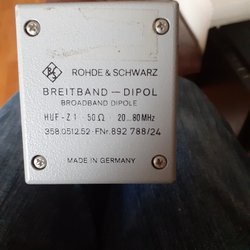 R&S ROHDE & SCHWARZ
BREITBAND — DIPOL
BROADBAND DIPOLE
HUF - Z 1 · 50 Ω · 20...80 MHz
358.0512.52 · FNr. 892 788/24
MADE IN GERMANY